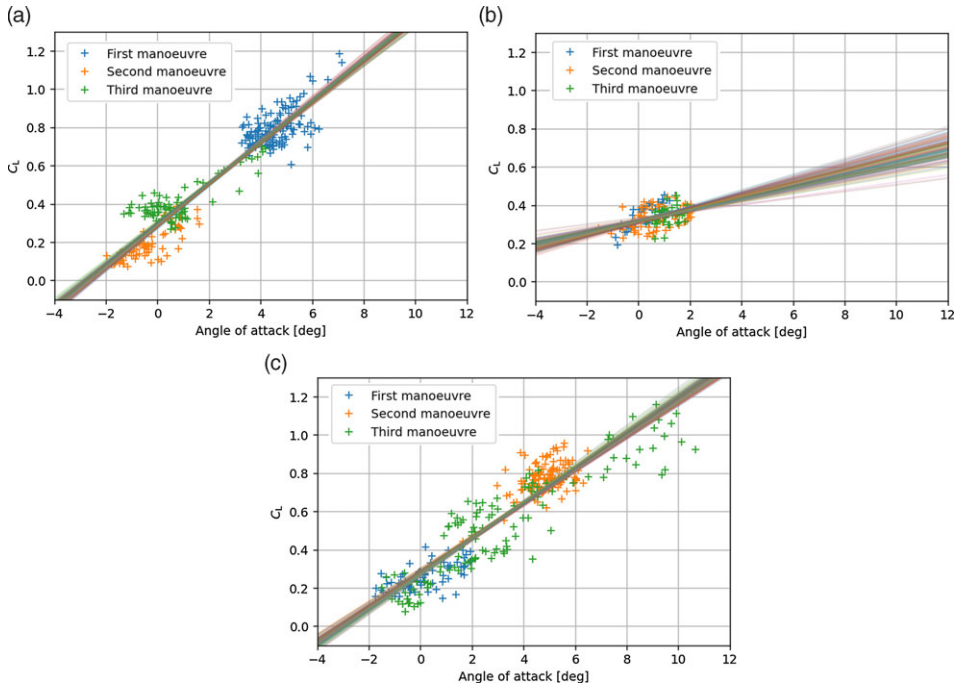 (a)
First manoeuvre
Second manoeuvre
Third manoeuvre
1.2
1.0
0.8
0.6
0.4
0.2
0.0
CL
−4 −2 0 2 4 6 8 10 12
Angle of attack [deg]
(b)
First manoeuvre
Second manoeuvre
Third manoeuvre
1.2
1.0
0.8
0.6
0.4
0.2
0.0
CL
−4 −2 0 2 4 6 8 10 12
Angle of attack [deg]
(c)
First manoeuvre
Second manoeuvre
Third manoeuvre
1.2
1.0
0.8
0.6
0.4
0.2
0.0
CL
−4 −2 0 2 4 6 8 10 12
Angle of attack [deg]